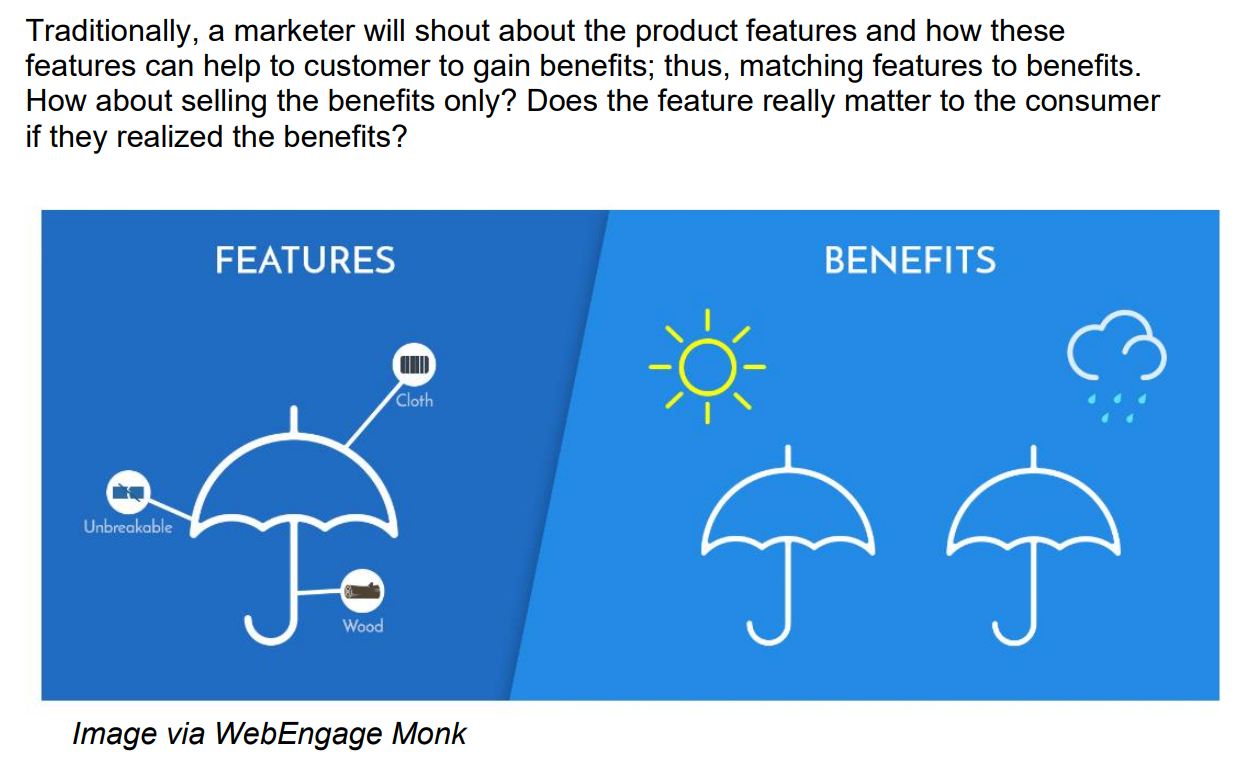 Traditionally, a marketer will shout about the product features and how these
features can help to customer to gain benefits; thus, matching features to benefits.
How about selling the benefits only? Does the feature really matter to the consumer
if they realized the benefits?
FEATURES
BENEFITS
Cloth
Unbreakable
Wood
Image via WebEngage Monk